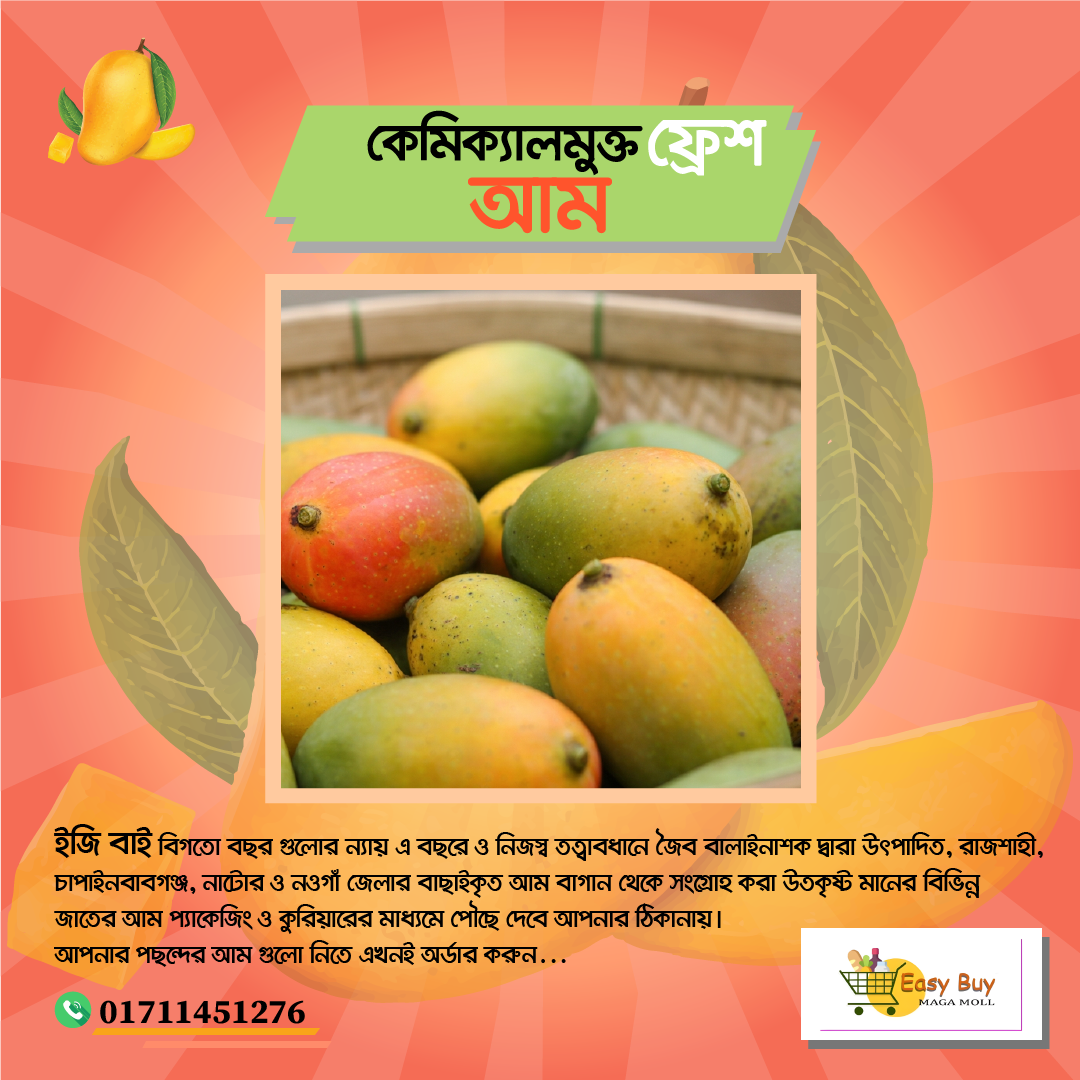 কেমিক্যালমুক্ত ফ্রেশ
আম
ইজি বাই বিগতো বছর গুলোর ন্যায় এ বছরে ও নিজস্ব তত্বাবধানে জৈব বালাইনাশক দ্বারা উৎপাদিত, রাজশাহী,
চাপাইনবাবগঞ্জ, নাটোর ও নওগাঁ জেলার বাছাইকৃত আম বাগান থেকে সংগ্রোহ করা উতকৃষ্ট মানের বিভিন্ন
জাতের আম প্যাকেজিং ও কুরিয়ারের মাধ্যমে পৌছে দেবে আপনার ঠিকানায়।
আপনার পছন্দের আম গুলো নিতে এখনই অর্ডার করুন...
01711451276
Easy Buy
MAGA MOLL